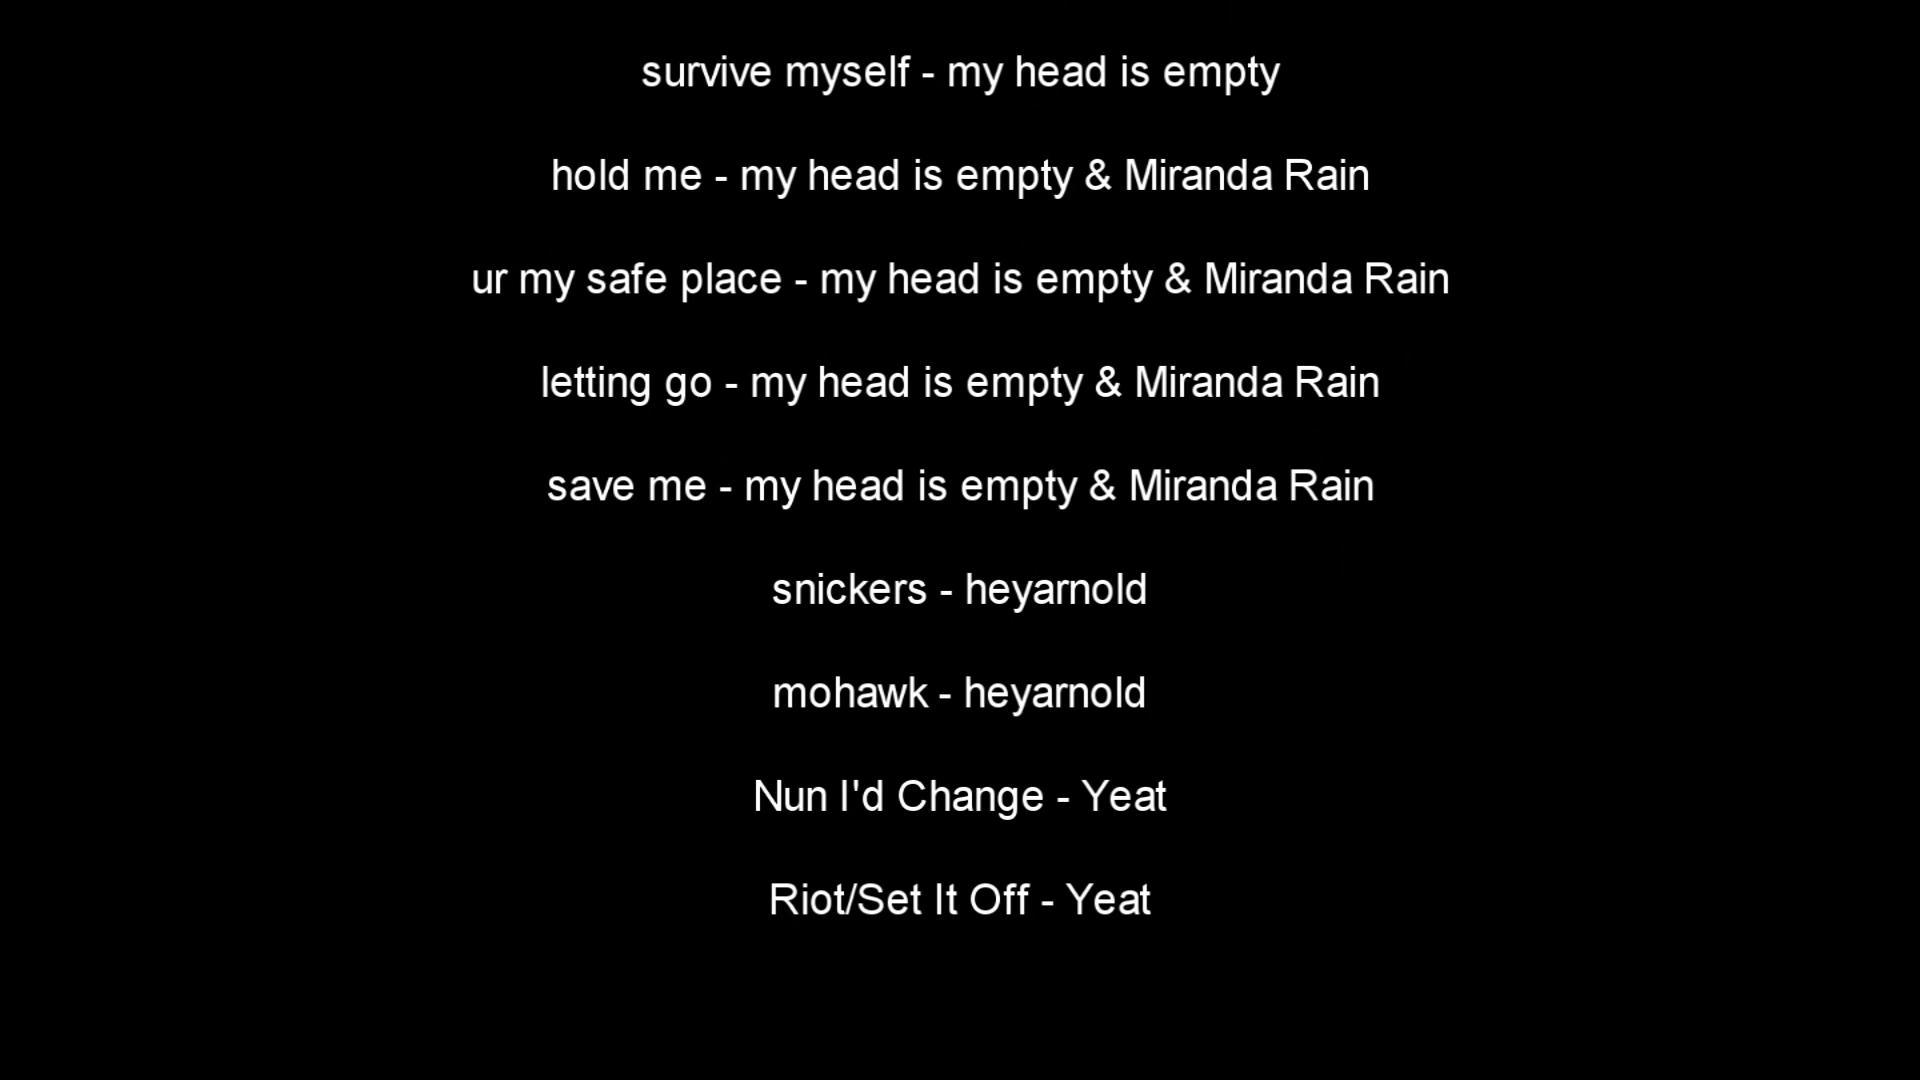 survive myself - my head is empty
hold me - my head is empty & Miranda Rain
ur my safe place - my head is empty & Miranda Rain
letting go - my head is empty & Miranda Rain
save me - my head is empty & Miranda Rain
snickers - heyarnold
mohawk - heyarnold
Nun I'd Change - Yeat
Riot/Set It Off - Yeat